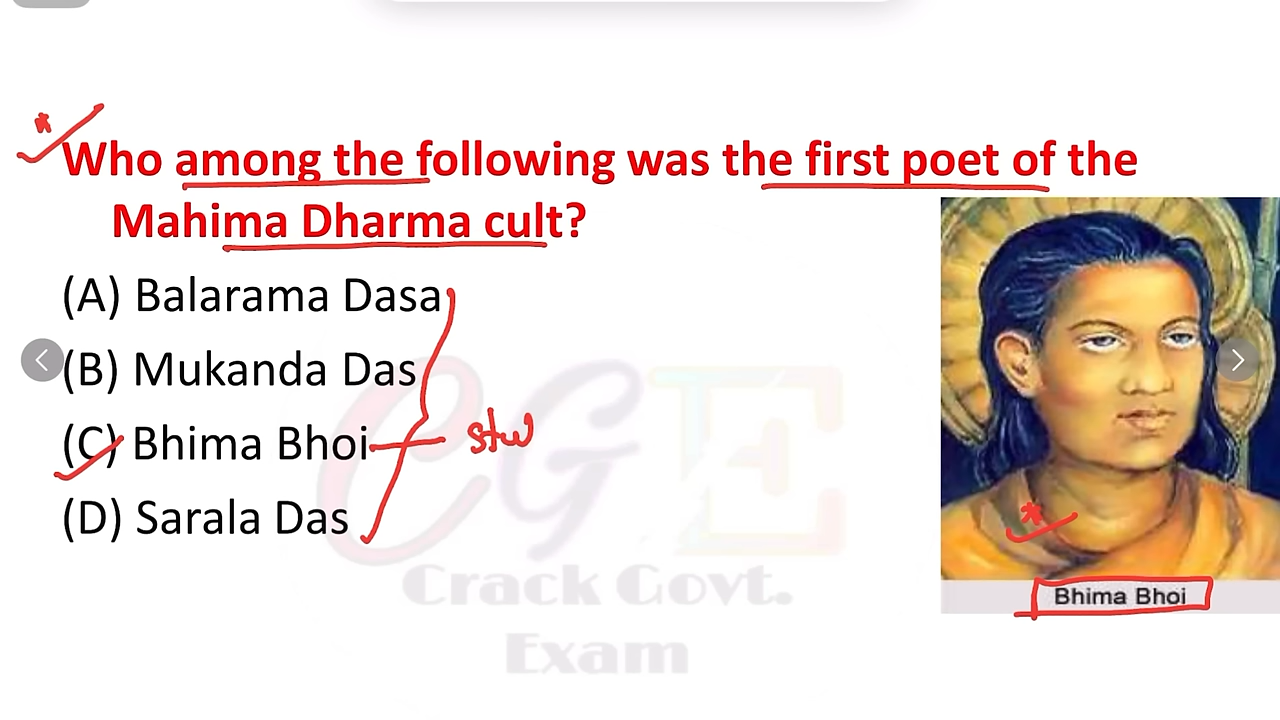 Who among the following was the first poet of the
Mahima Dharma cult?
(A) Balarama Dasa
(B) Mukanda Das
(C) Bhima Bhoi
(D) Sarala Das
CGE
Crack Govt.
Exam
Bhima Bhoi